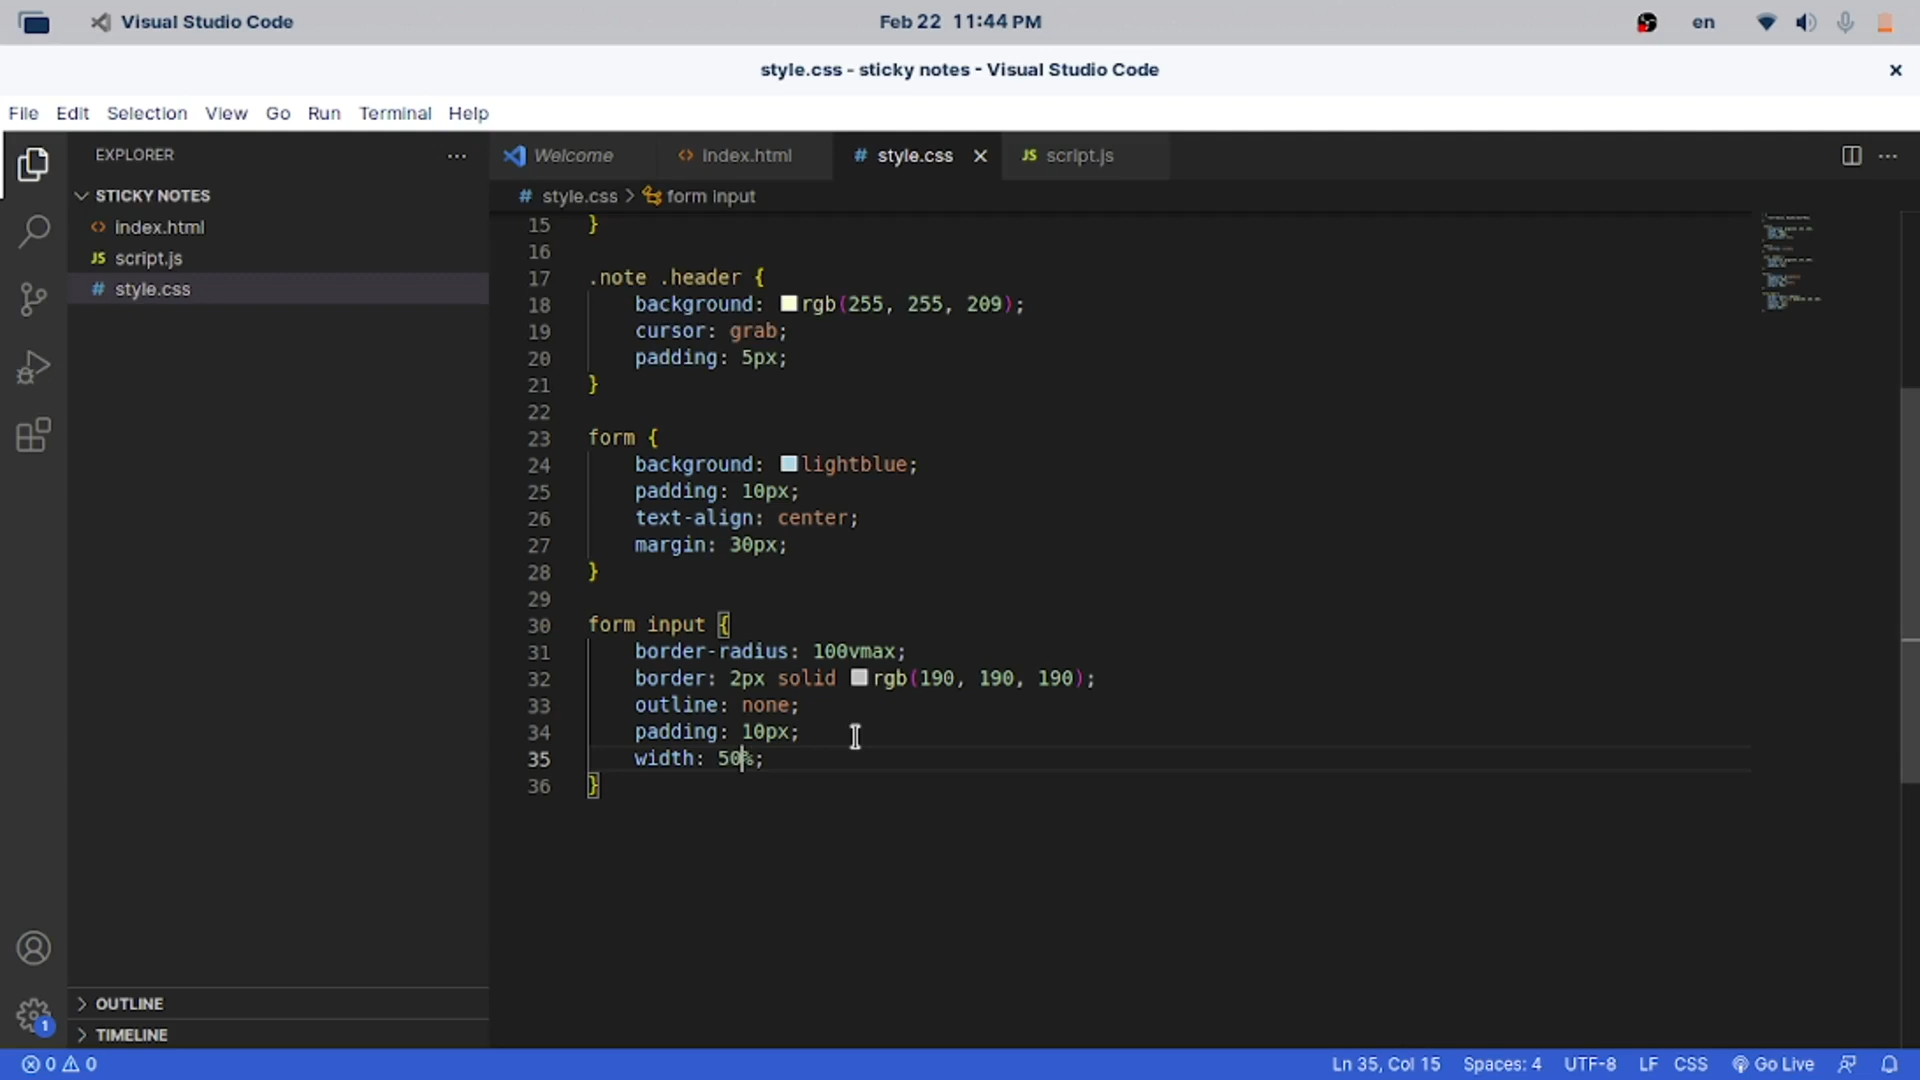 Visual Studio Code
Feb 22 11:44 PM
en
style.css - sticky notes - Visual Studio Code
File Edit Selection View Go Run Terminal Help
EXPLORER
STICKY NOTES
index.html
script.js
style.css
OUTLINE
TIMELINE
1
Welcome
index.html
style.css
script.js
style.css > form input
15 }
16
17 .note .header {
18 background: rgb(255, 255, 209);
19 cursor: grab;
20 padding: 5px;
21 }
22
23 form {
24 background: lightblue;
25 padding: 10px;
26 text-align: center;
27 margin: 30px;
28 }
29
30 form input {
31 border-radius: 100vmax;
32 border: 2px solid rgb(190, 190, 190);
33 outline: none;
34 padding: 10px;
35 width: 50%;
36 }
0 0
Ln 35, Col 15 Spaces: 4 UTF-8 LF CSS Go Live